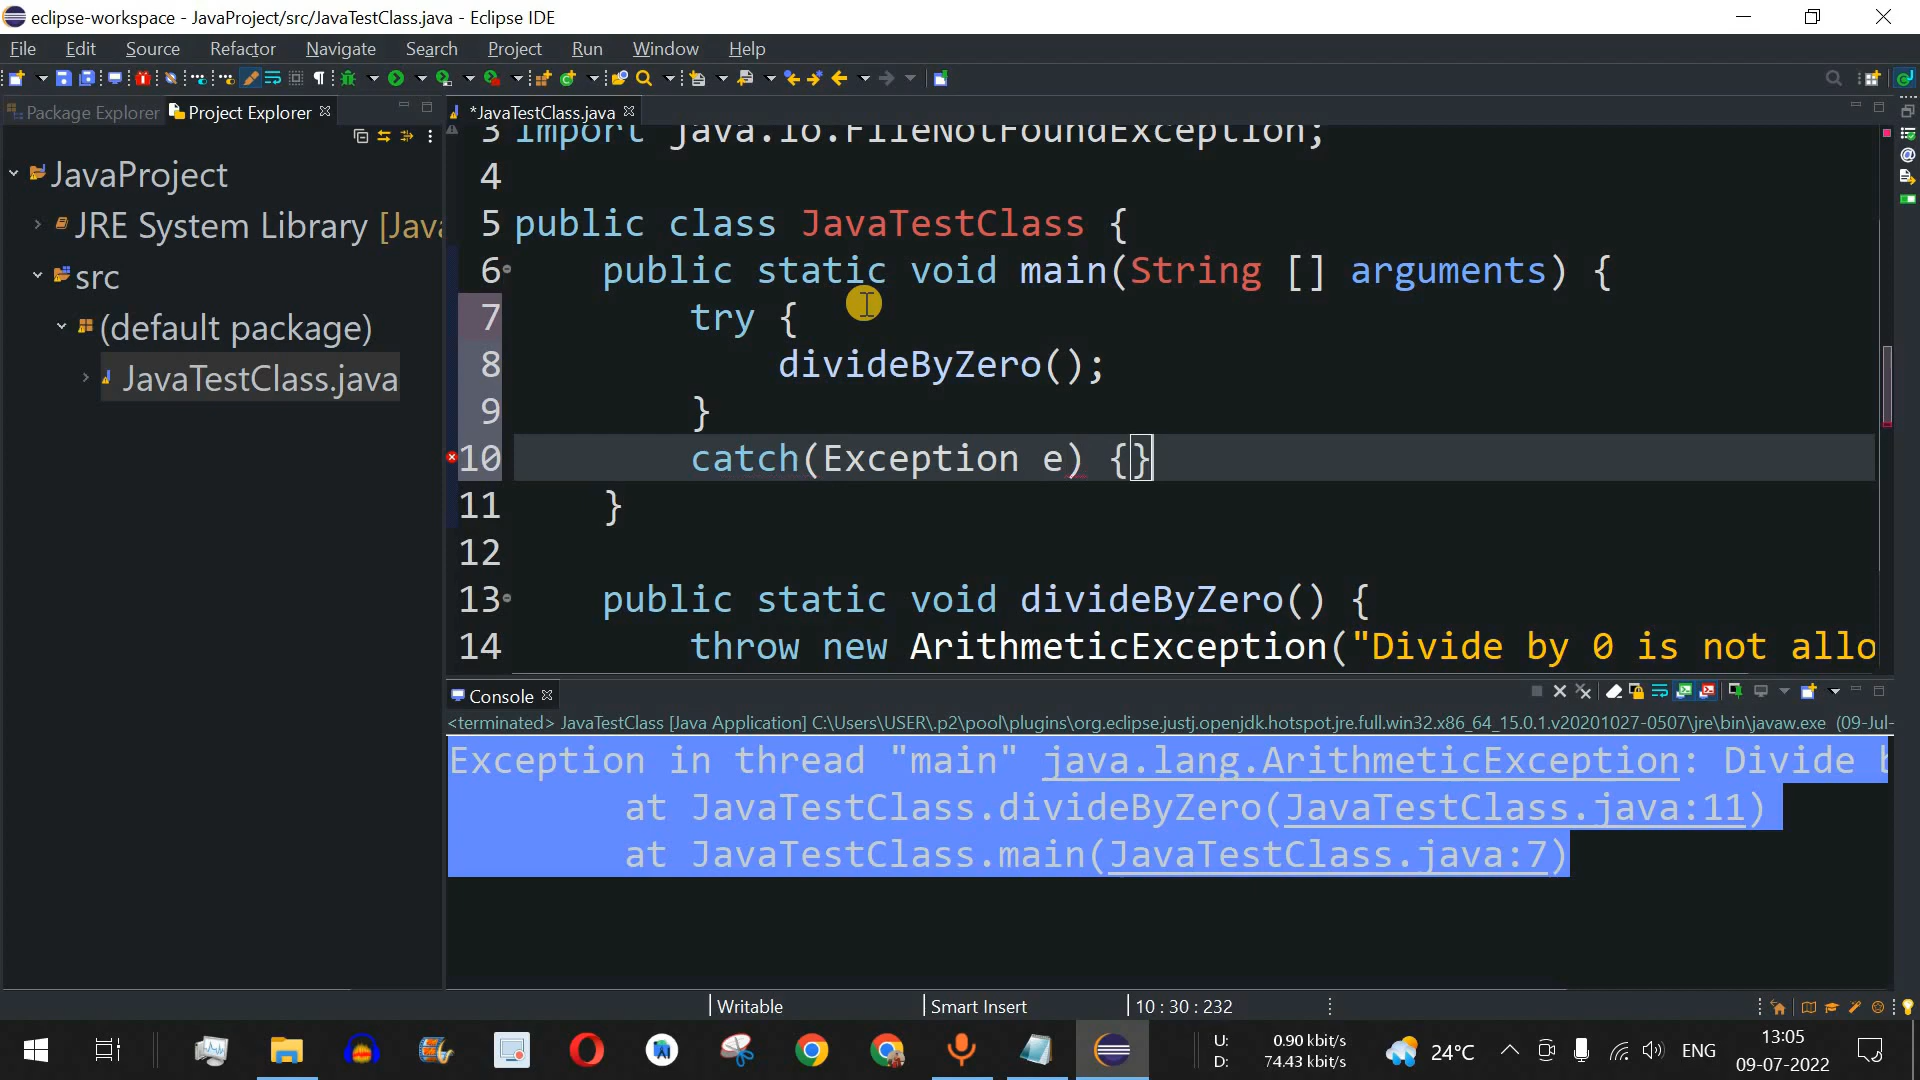 eclipse-workspace - JavaProject/src/JavaTestClass.java - Eclipse IDE
File Edit Source Refactor Navigate Search Project Run Window Help
Package Explorer Project Explorer
*JavaTestClass.java
JavaProject
JRE System Library [Java
src
(default package)
JavaTestClass.java
3 import java.io.FileNotFoundException;
4
5 public class JavaTestClass {
6 public static void main(String [] arguments) {
7 try {
8 divideByZero();
9 }
10 catch(Exception e) {}
11 }
12
13 public static void divideByZero() {
14 throw new ArithmeticException("Divide by 0 is not allo
Console
<terminated> JavaTestClass [Java Application] C:\Users\USER\.p2\pool\plugins\org.eclipse.justj.openjdk.hotspot.jre.full.win32.x86_64_15.0.1.v20201027-0507\jre\bin\javaw.exe (09-Jul-
Exception in thread "main" java.lang.ArithmeticException: Divide b
at JavaTestClass.divideByZero(JavaTestClass.java:11)
at JavaTestClass.main(JavaTestClass.java:7)
Writable Smart Insert 10 : 30 : 232
U: 0.90 kbit/s
D: 74.43 kbit/s
24°C
ENG
13:05
09-07-2022